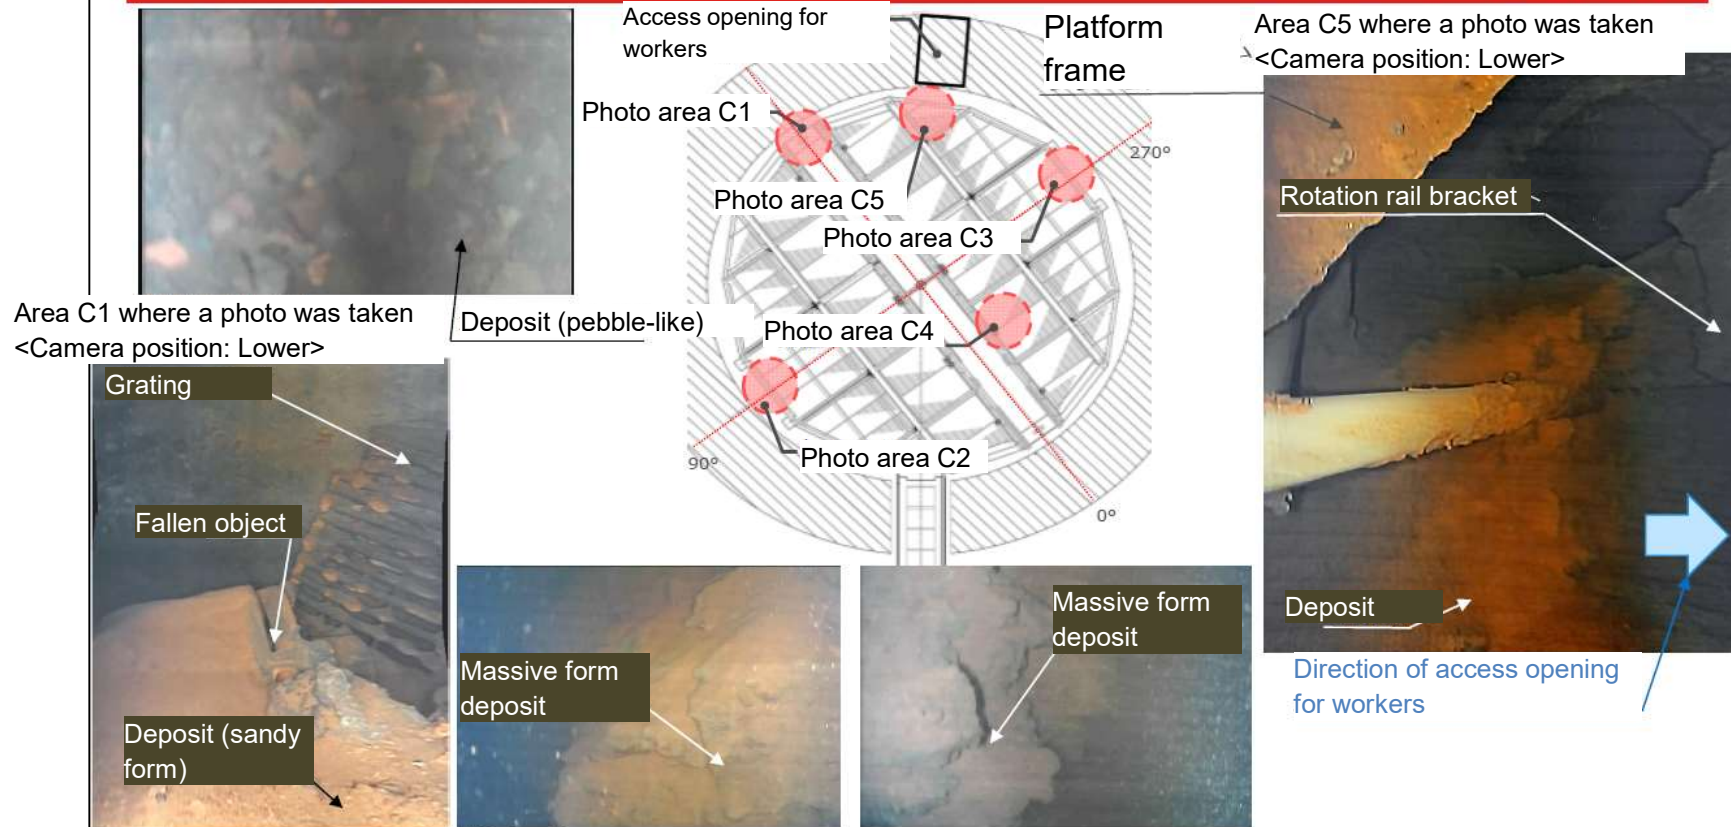 Access opening for
workers
Platform
frame
Area C5 where a photo was taken
<Camera position: Lower>
Photo area C1
270°
Rotation rail bracket
Photo area C5
Photo area C3
Area C1 where a photo was taken
<Camera position: Lower>
Deposit (pebble-like)
Photo area C4
Grating
Photo area C2
90°
0°
Fallen object
Massive form
deposit
Massive form
deposit
Deposit
Deposit (sandy
form)
Direction of access opening
for workers